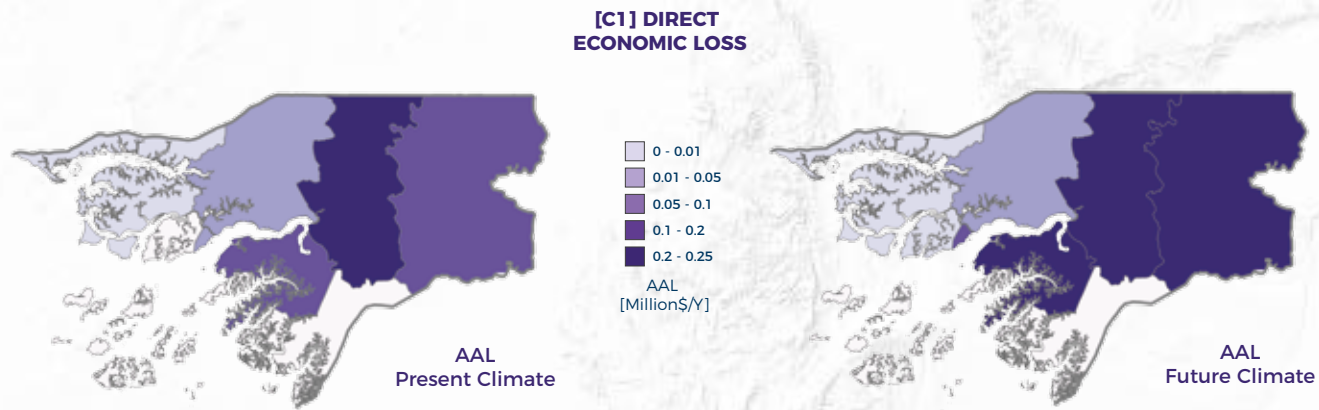 [C1] DIRECT
ECONOMIC LOSS
0 - 0.01
0.01 - 0.05
0.05 - 0.1
0.1 - 0.2
0.2 - 0.25
AAL
[Million$/Y]
AAL
Present Climate
AAL
Future Climate